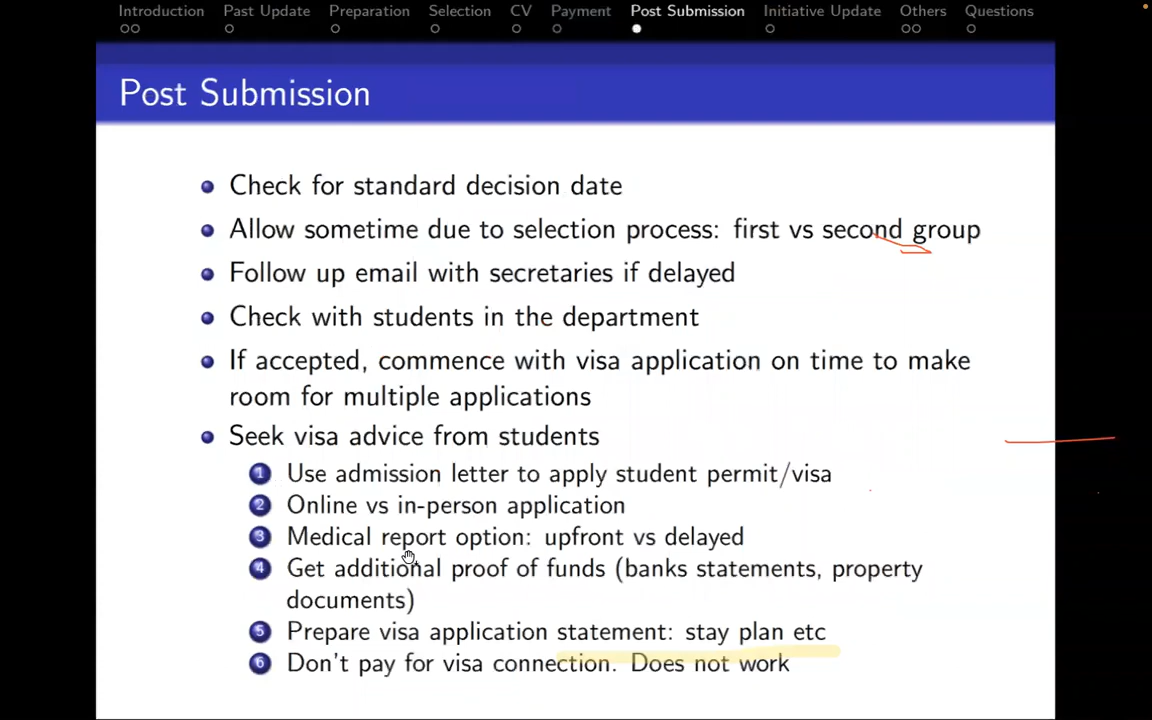 Introduction Past Update Preparation Selection CV Payment Post Submission Initiative Update Others Questions
Post Submission
Check for standard decision date
Allow sometime due to selection process: first vs second group
Follow up email with secretaries if delayed
Check with students in the department
If accepted, commence with visa application on time to make
room for multiple applications
Seek visa advice from students
1 Use admission letter to apply student permit/visa
2 Online vs in-person application
3 Medical report option: upfront vs delayed
4 Get additional proof of funds (banks statements, property
documents)
5 Prepare visa application statement: stay plan etc
6 Don't pay for visa connection. Does not work